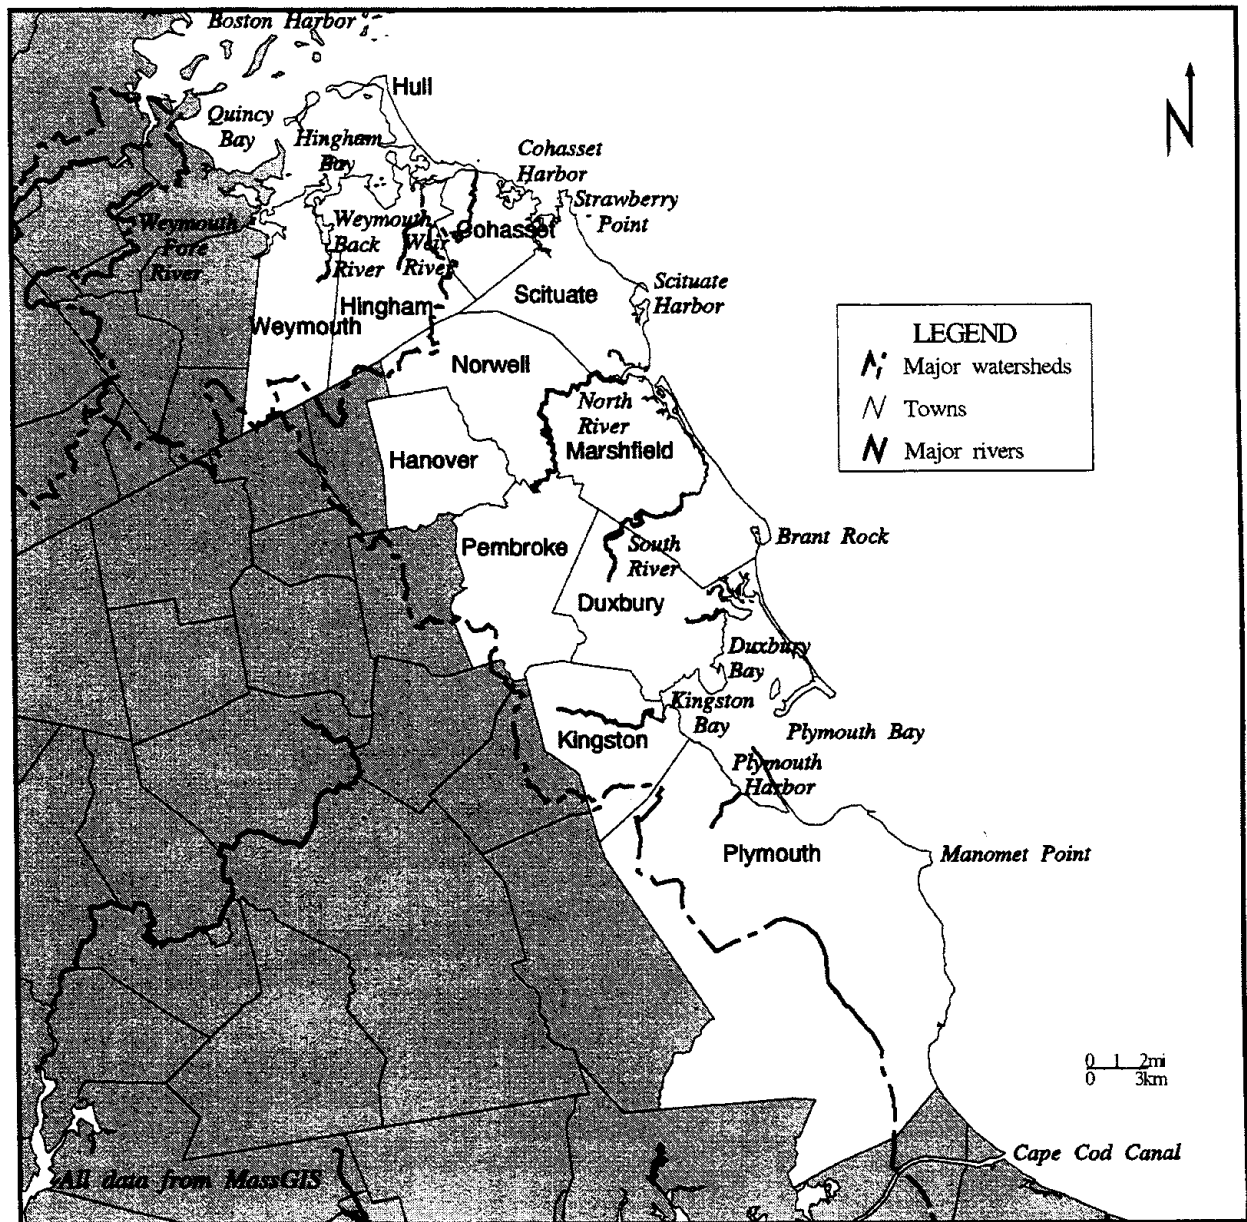 Boston Harbor
Hull
Quincy
Bay
Hingham
Bay
Cohasset
Harbor
Strawberry
Point
Weymouth
Fore
River
Weymouth
Back
River
Weir
River
Cohasset
Scituate
Scituate
Harbor
Hingham
Weymouth
Norwell
North
River
Marshfield
Hanover
LEGEND
Major watersheds
Towns
Major rivers
N
Pembroke
South
River
Brant Rock
Duxbury
Duxbury
Bay
Kingston
Bay
Kingston
Plymouth Bay
Plymouth
Harbor
Plymouth
Manomet Point
0 1 2mi
0 3km
Cape Cod Canal
All data from MassGIS